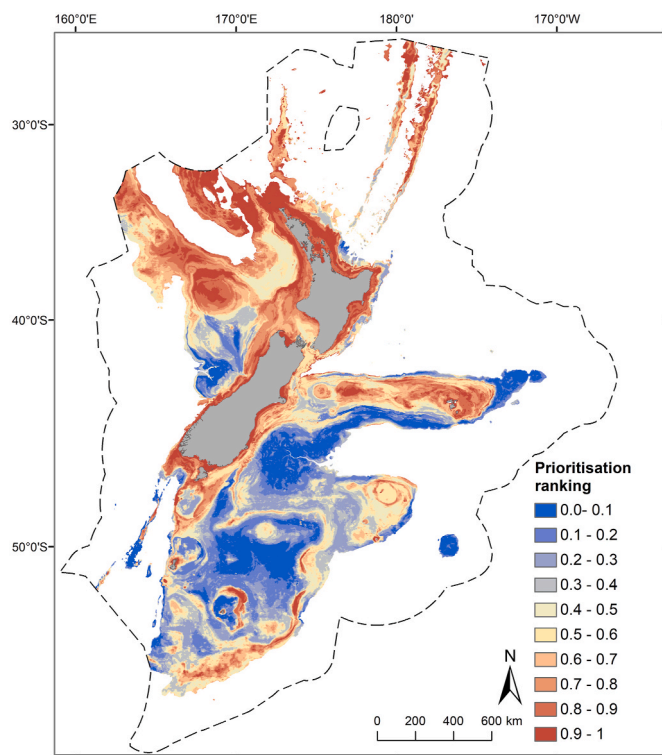 160°0'E 170°0'E 180°0' 170°0'W
30°0'S
40°0'S
50°0'S
Prioritisation
ranking
0.0- 0.1
0.1 - 0.2
0.2 - 0.3
0.3 - 0.4
0.4 - 0.5
0.5 - 0.6
0.6 - 0.7
0.7 - 0.8
0.8 - 0.9
0.9 - 1
N
0 200 400 600 km